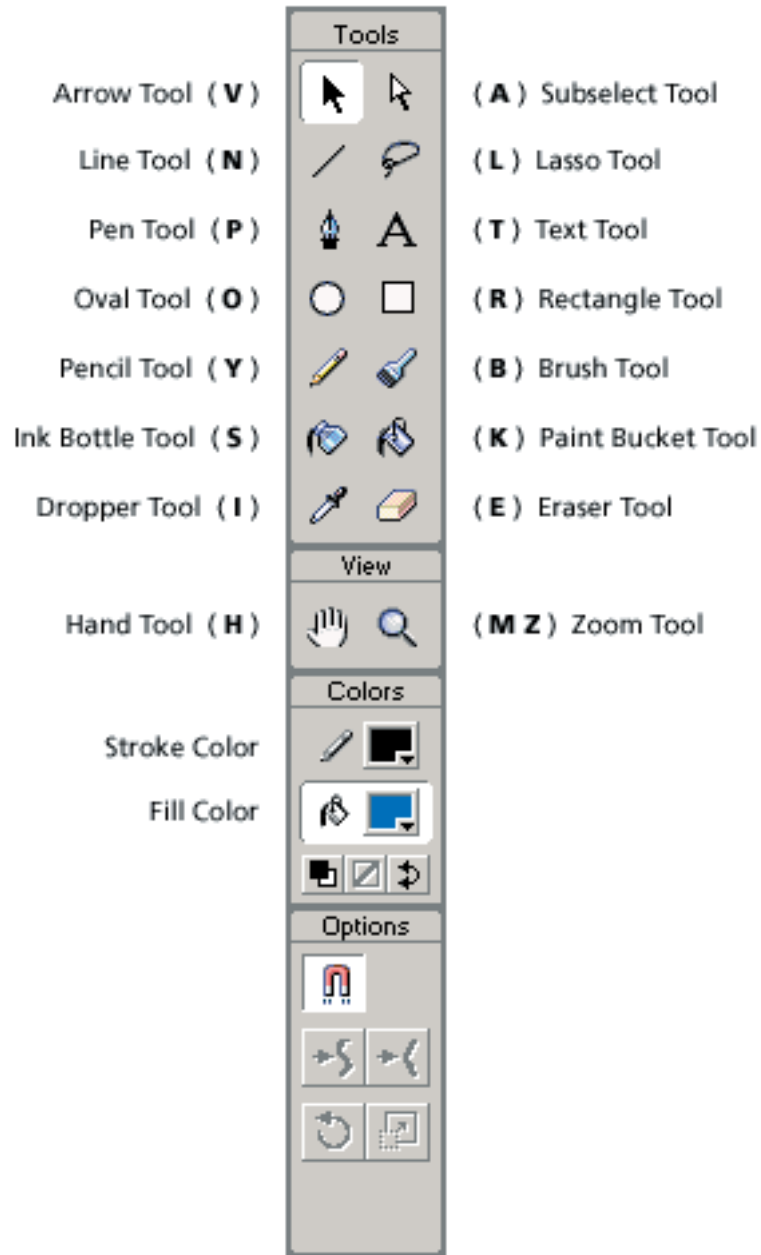 Tools
Arrow Tool ( V ) ( A ) Subselect Tool
Line Tool ( N ) ( L ) Lasso Tool
Pen Tool ( P ) ( T ) Text Tool
Oval Tool ( O ) ( R ) Rectangle Tool
Pencil Tool ( Y ) ( B ) Brush Tool
Ink Bottle Tool ( S ) ( K ) Paint Bucket Tool
Dropper Tool ( I ) ( E ) Eraser Tool
View
Hand Tool ( H ) ( M Z ) Zoom Tool
Colors
Stroke Color
Fill Color
Options